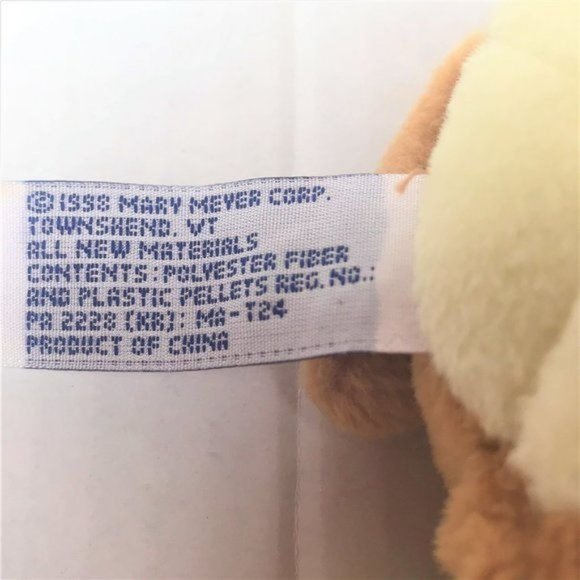 © 1998 MARY MEYER CORP.
TOWNSHEND, VT
ALL NEW MATERIALS
CONTENTS: POLYESTER FIBER
AND PLASTIC PELLETS REG. NO.:
PA 2228 (KR): MA-T24
PRODUCT OF CHINA